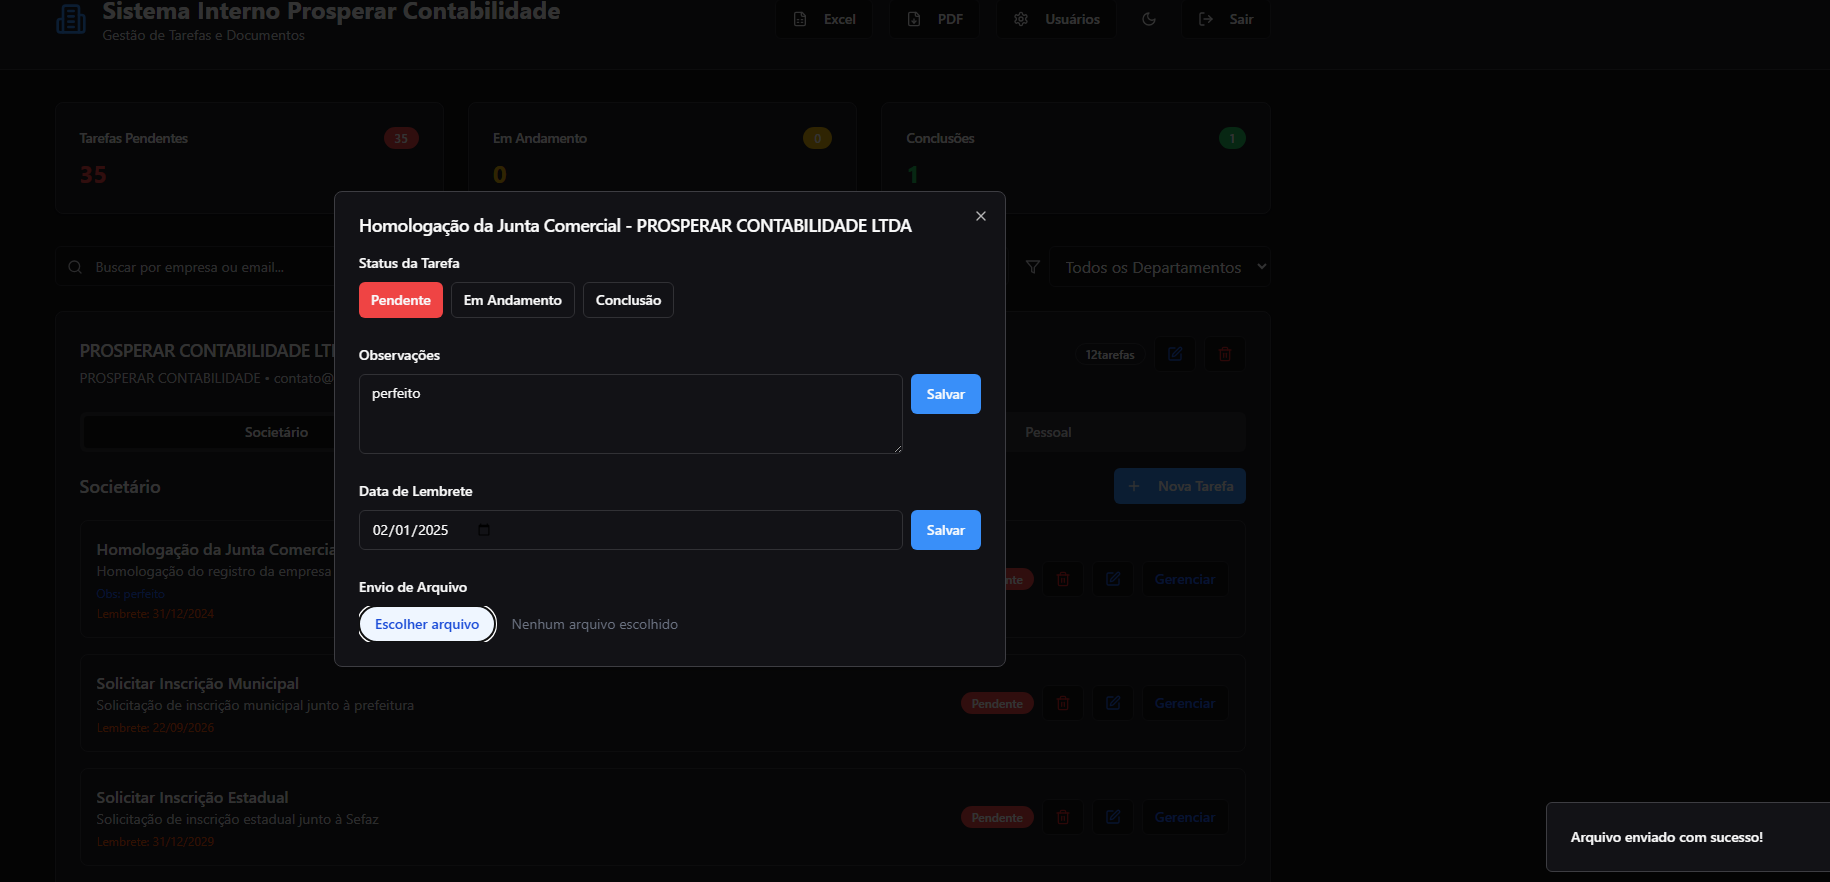 Sistema Interno Prosperar Contabilidade
Gestão de Tarefas e Documentos
Excel
PDF
Usuários
Sair
Tarefas Pendentes
35
35
Em Andamento
0
0
Conclusões
1
1
Buscar por empresa ou email...
Todos os Departamentos
PROSPERAR CONTABILIDADE LT
12tarefas
PROSPERAR CONTABILIDADE • contato@
Societário
Pessoal
Societário
Nova Tarefa
Homologação da Junta Comercia
Homologação do registro da empresa
Obs: perfeito
Lembrete: 31/12/2024
nte
Gerenciar
Solicitar Inscrição Municipal
Solicitação de inscrição municipal junto à prefeitura
Lembrete: 22/09/2026
Pendente
Gerenciar
Solicitar Inscrição Estadual
Solicitação de inscrição estadual junto à Sefaz
Lembrete: 31/12/2029
Pendente
Gerenciar
Homologação da Junta Comercial - PROSPERAR CONTABILIDADE LTDA
Status da Tarefa
Pendente
Em Andamento
Conclusão
Observações
perfeito
Salvar
Data de Lembrete
02/01/2025
Salvar
Envio de Arquivo
Escolher arquivo
Nenhum arquivo escolhido
Arquivo enviado com sucesso!